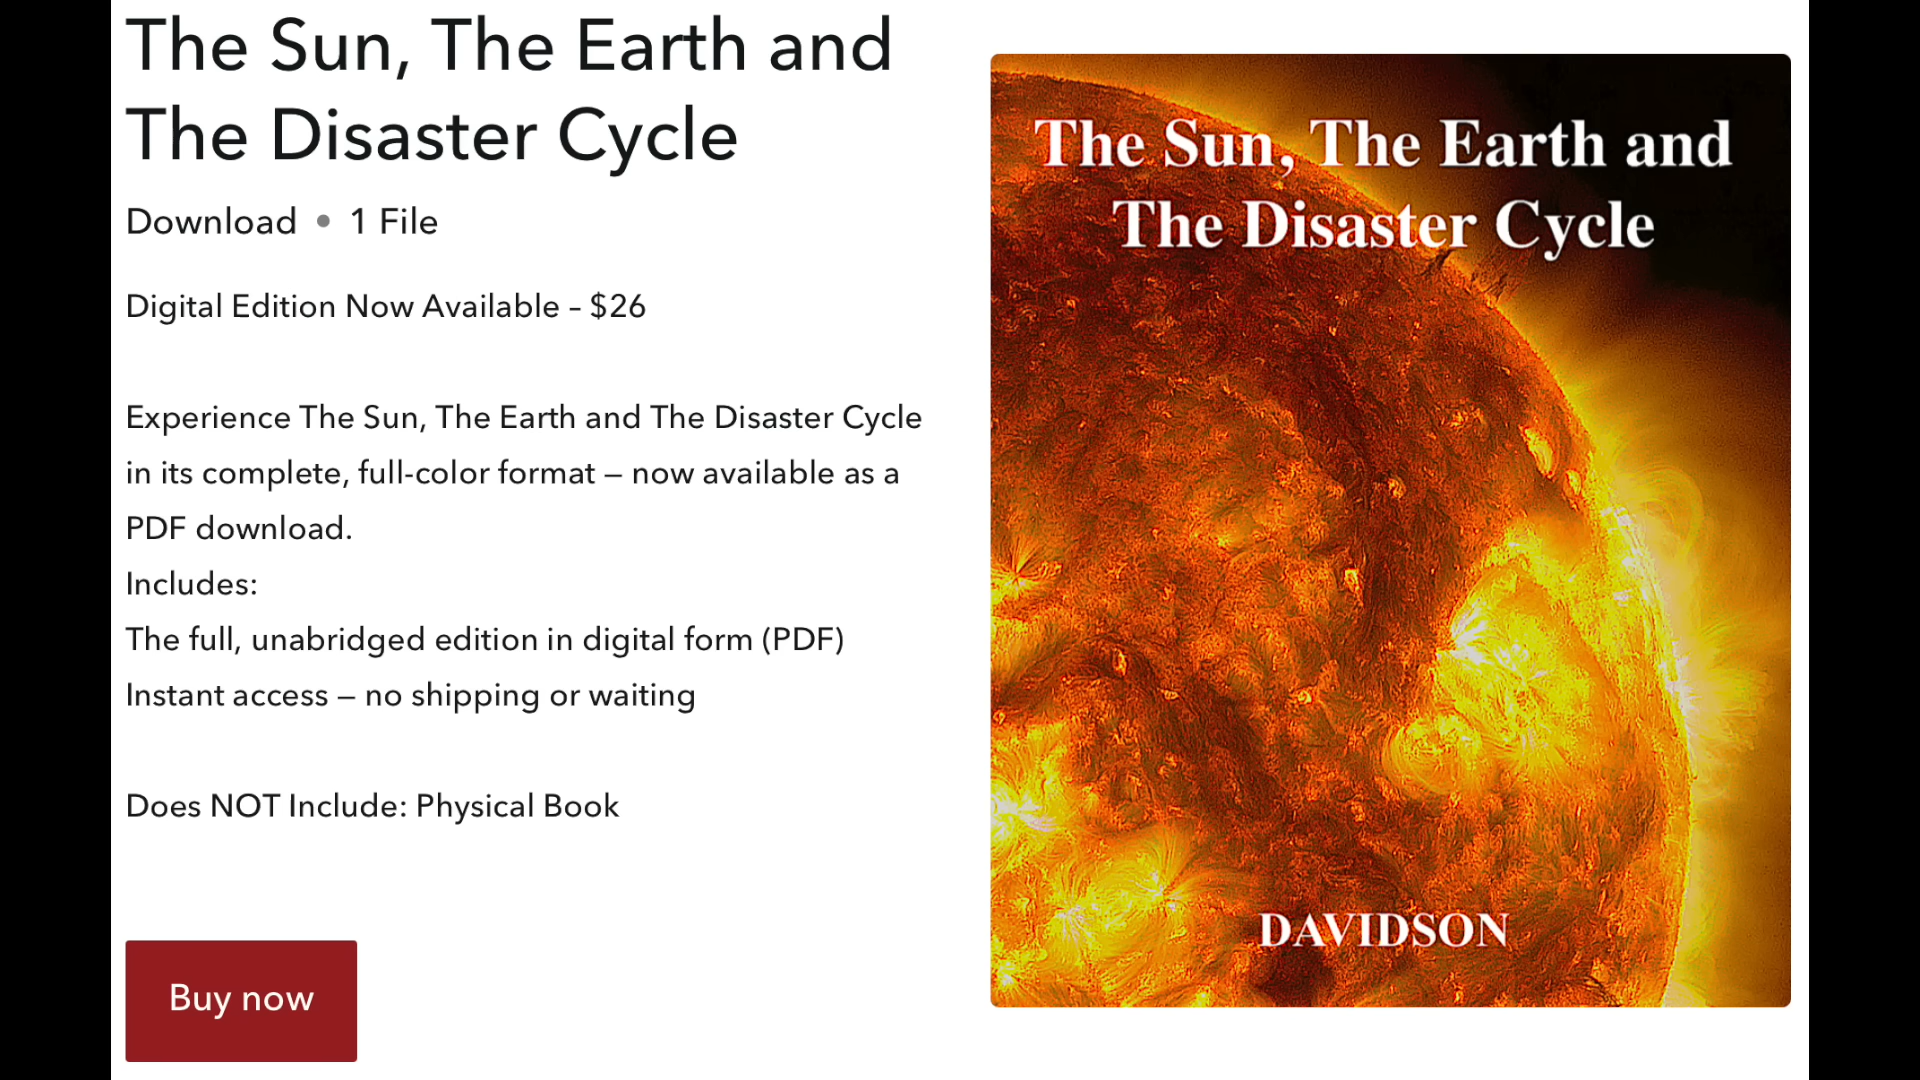 The Sun, The Earth and
The Disaster Cycle
Download • 1 File
Digital Edition Now Available – $26
Experience The Sun, The Earth and The Disaster Cycle
in its complete, full-color format — now available as a
PDF download.
Includes:
The full, unabridged edition in digital form (PDF)
Instant access — no shipping or waiting
Does NOT Include: Physical Book
Buy now
The Sun, The Earth and
The Disaster Cycle
DAVIDSON